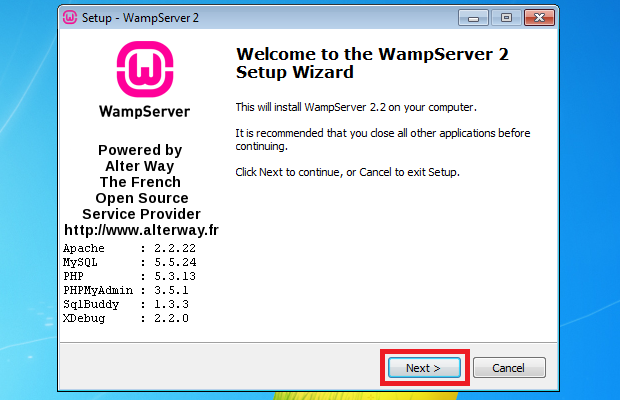 Setup - WampServer 2
WampServer
Powered by
Alter Way
The French
Open Source
Service Provider
http://www.alterway.fr
Apache : 2.2.22
MySQL : 5.5.24
PHP : 5.3.13
PHPMyAdmin : 3.5.1
SqlBuddy : 1.3.3
XDebug : 2.2.0
Welcome to the WampServer 2
Setup Wizard
This will install WampServer 2.2 on your computer.
It is recommended that you close all other applications before
continuing.
Click Next to continue, or Cancel to exit Setup.
Next >
Cancel